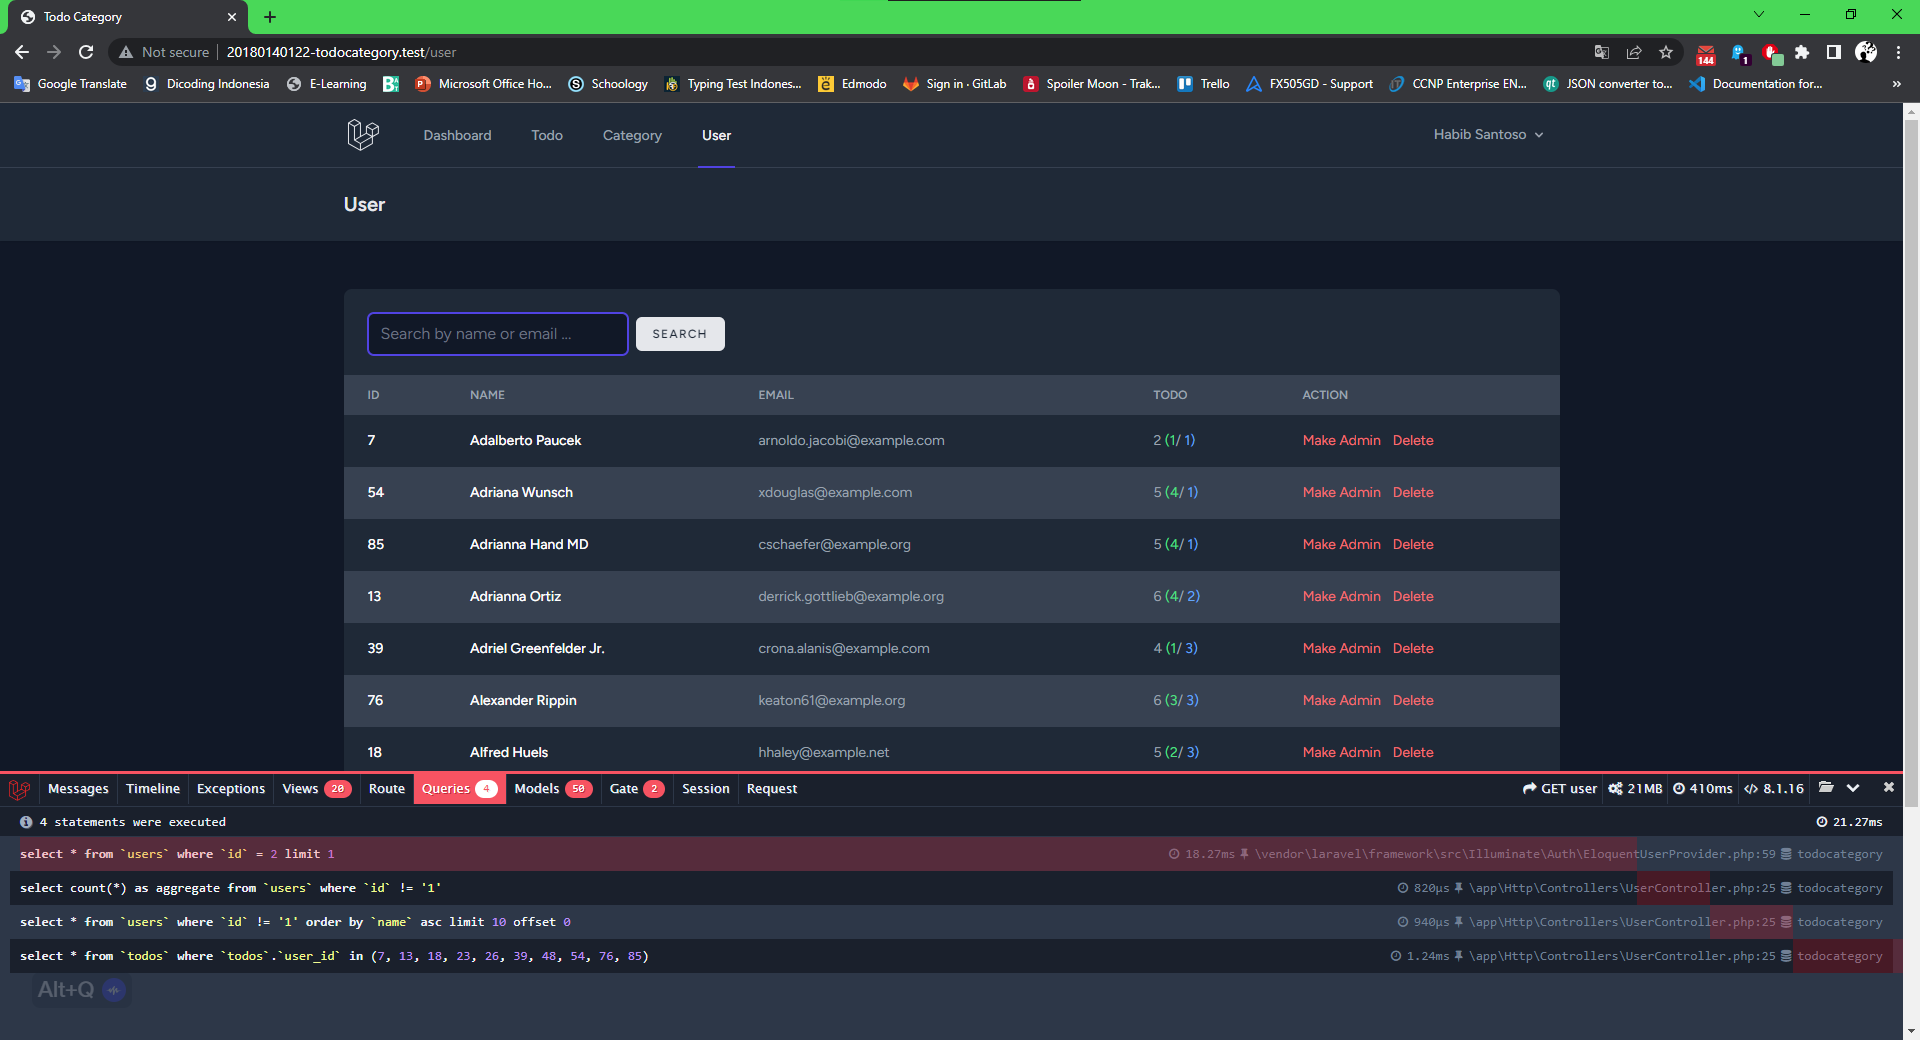 Todo Category
Not secure
20180140122-todocategory.test/user
144
1
Google Translate
Dicoding Indonesia
E-Learning
Microsoft Office Ho...
Schoology
Typing Test Indones...
Edmodo
Sign in · GitLab
Spoiler Moon - Trak...
Trello
FX505GD - Support
CCNP Enterprise EN...
JSON converter to...
Documentation for...
»
Dashboard
Todo
Category
User
Habib Santoso
User
Search by name or email ...
SEARCH
ID NAME EMAIL TODO ACTION
7 Adalberto Paucek arnoldo.jacobi@example.com 2 (1/ 1) Make Admin Delete
54 Adriana Wunsch xdouglas@example.com 5 (4/ 1) Make Admin Delete
85 Adrianna Hand MD cschaefer@example.org 5 (4/ 1) Make Admin Delete
13 Adrianna Ortiz derrick.gottlieb@example.org 6 (4/ 2) Make Admin Delete
39 Adriel Greenfelder Jr. crona.alanis@example.com 4 (1/ 3) Make Admin Delete
76 Alexander Rippin keaton61@example.org 6 (3/ 3) Make Admin Delete
18 Alfred Huels hhaley@example.net 5 (2/ 3) Make Admin Delete
Messages Timeline Exceptions Views 20 Route Queries 4 Models 50 Gate 2 Session Request GET user 21MB 410ms 8.1.16
4 statements were executed 21.27ms
select * from `users` where `id` = 2 limit 1 18.27ms \vendor\laravel\framework\src\Illuminate\Auth\EloquentUserProvider.php:59 todocategory
select count(*) as aggregate from `users` where `id` != '1' 820μs \app\Http\Controllers\UserController.php:25 todocategory
select * from `users` where `id` != '1' order by `name` asc limit 10 offset 0 940μs \app\Http\Controllers\UserController.php:25 todocategory
select * from `todos` where `todos`.`user_id` in (7, 13, 18, 23, 26, 39, 48, 54, 76, 85) 1.24ms \app\Http\Controllers\UserController.php:25 todocategory
Alt+Q